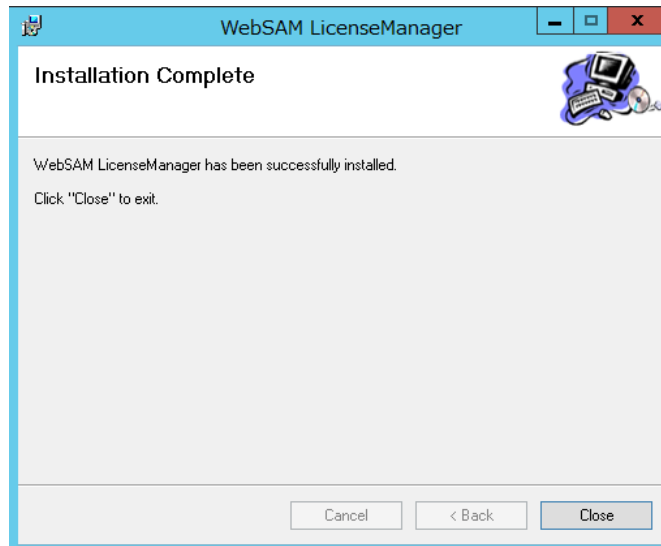 WebSAM LicenseManager
Installation Complete
WebSAM LicenseManager has been successfully installed.
Click "Close" to exit.
Cancel
< Back
Close